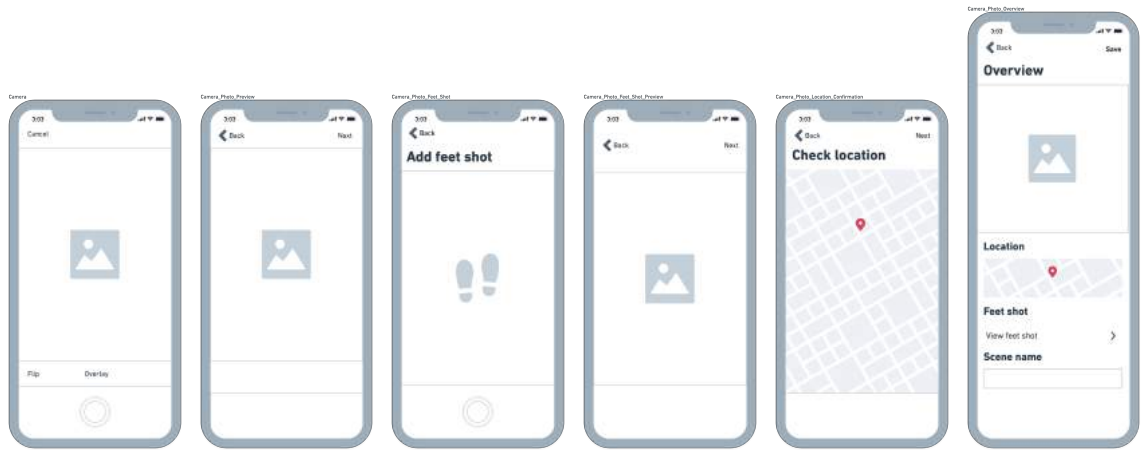 Camera_Photo_Overview
3:03
Back
Save
Overview
Location
Feet shot
View feet shot
Scene name
Camera
3:03
Cancel
Flip
Overlay
Camera_Photo_Preview
3:03
Back
Next
Camera_Photo_Feet_Shot
3:03
Back
Add feet shot
Camera_Photo_Feet_Shot_Preview
3:03
Back
Next
Camera_Photo_Location_Confirmation
3:03
Back
Next
Check location